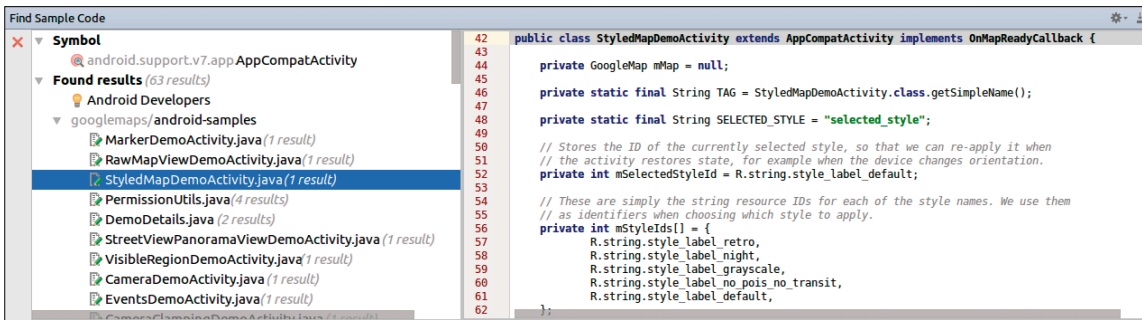 Find Sample Code
Symbol
android.support.v7.app.AppCompatActivity
Found results (63 results)
Android Developers
googlemaps/android-samples
MarkerDemoActivity.java (1 result)
RawMapViewDemoActivity.java (1 result)
StyledMapDemoActivity.java (1 result)
PermissionUtils.java (4 results)
DemoDetails.java (2 results)
StreetViewPanoramaViewDemoActivity.java (1 result)
VisibleRegionDemoActivity.java (1 result)
CameraDemoActivity.java (1 result)
EventsDemoActivity.java (1 result)
CameraClampingDemoActivity.java (1 result)
42 public class StyledMapDemoActivity extends AppCompatActivity implements OnMapReadyCallback {
43
44 private GoogleMap mMap = null;
45
46 private static final String TAG = StyledMapDemoActivity.class.getSimpleName();
47
48 private static final String SELECTED_STYLE = "selected_style";
49
50 // Stores the ID of the currently selected style, so that we can re-apply it when
51 // the activity restores state, for example when the device changes orientation.
52 private int mSelectedStyleId = R.string.style_label_default;
53
54 // These are simply the string resource IDs for each of the style names. We use them
55 // as identifiers when choosing which style to apply.
56 private int mStyleIds[] = {
57 R.string.style_label_retro,
58 R.string.style_label_night,
59 R.string.style_label_grayscale,
60 R.string.style_label_no_pois_no_transit,
61 R.string.style_label_default,
62 };